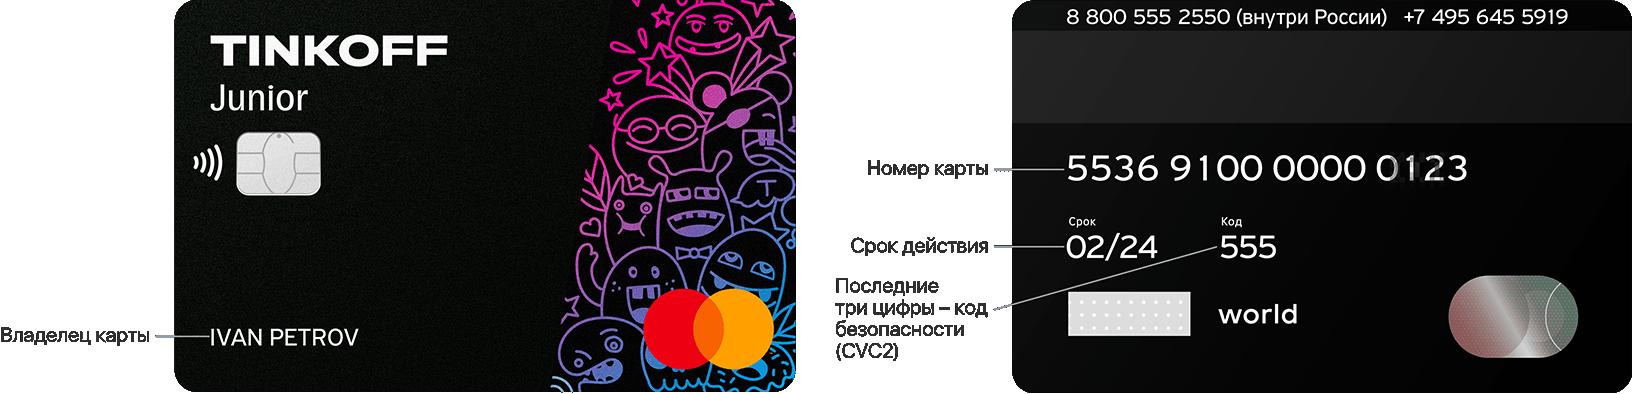 TINKOFF
Junior
Владелец карты
IVAN PETROV
8 800 555 2550 (внутри России) +7 495 645 5919
Номер карты
5536 9100 0000 0123
Срок
Код
Срок действия
02/24
555
Последние
три цифры – код
безопасности
(CVC2)
world
T